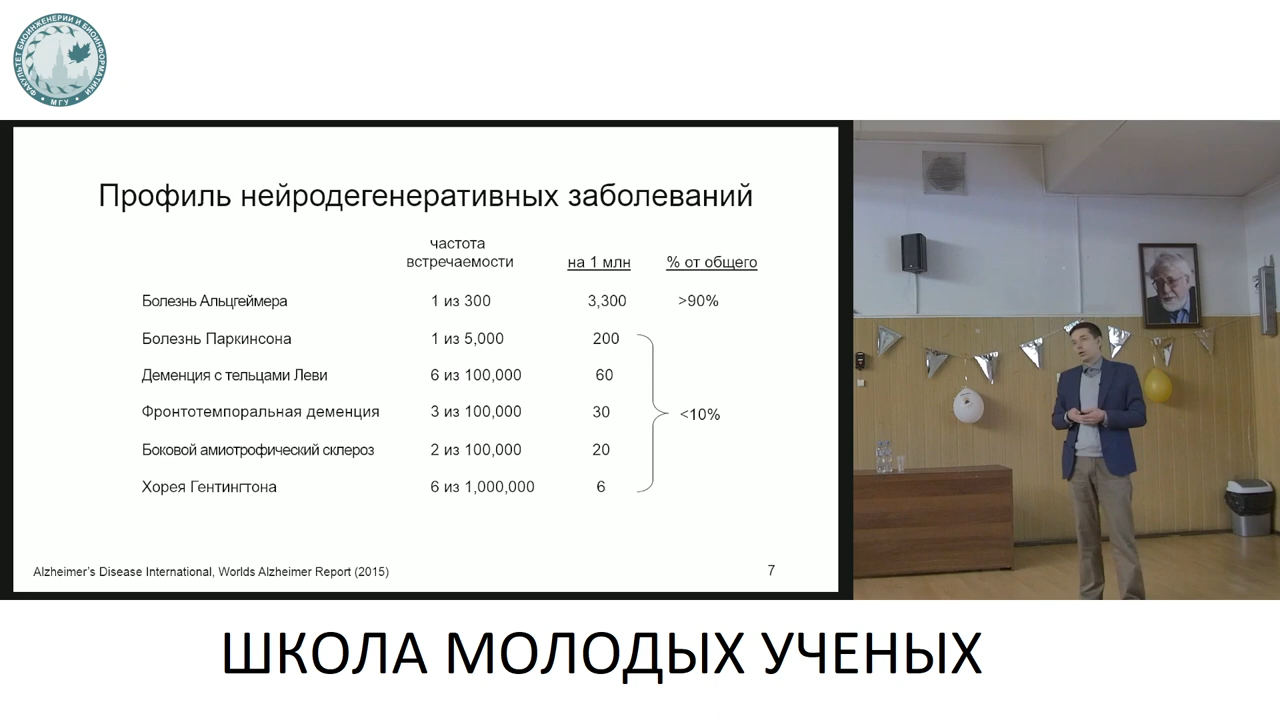 ФАКУЛЬТЕТ БИОИНЖЕНЕРИИ И БИОИНФОРМАТИКИ
• МГУ •
Профиль нейродегенеративных заболеваний
частота
встречаемости на 1 млн % от общего
Болезнь Альцгеймера 1 из 300 3,300 >90%
Болезнь Паркинсона 1 из 5,000 200
Деменция с тельцами Леви 6 из 100,000 60
Фронтотемпоральная деменция 3 из 100,000 30
<10%
Боковой амиотрофический склероз 2 из 100,000 20
Хорея Гентингтона 6 из 1,000,000 6
Alzheimer's Disease International, Worlds Alzheimer Report (2015) 7
ШКОЛА МОЛОДЫХ УЧЕНЫХ